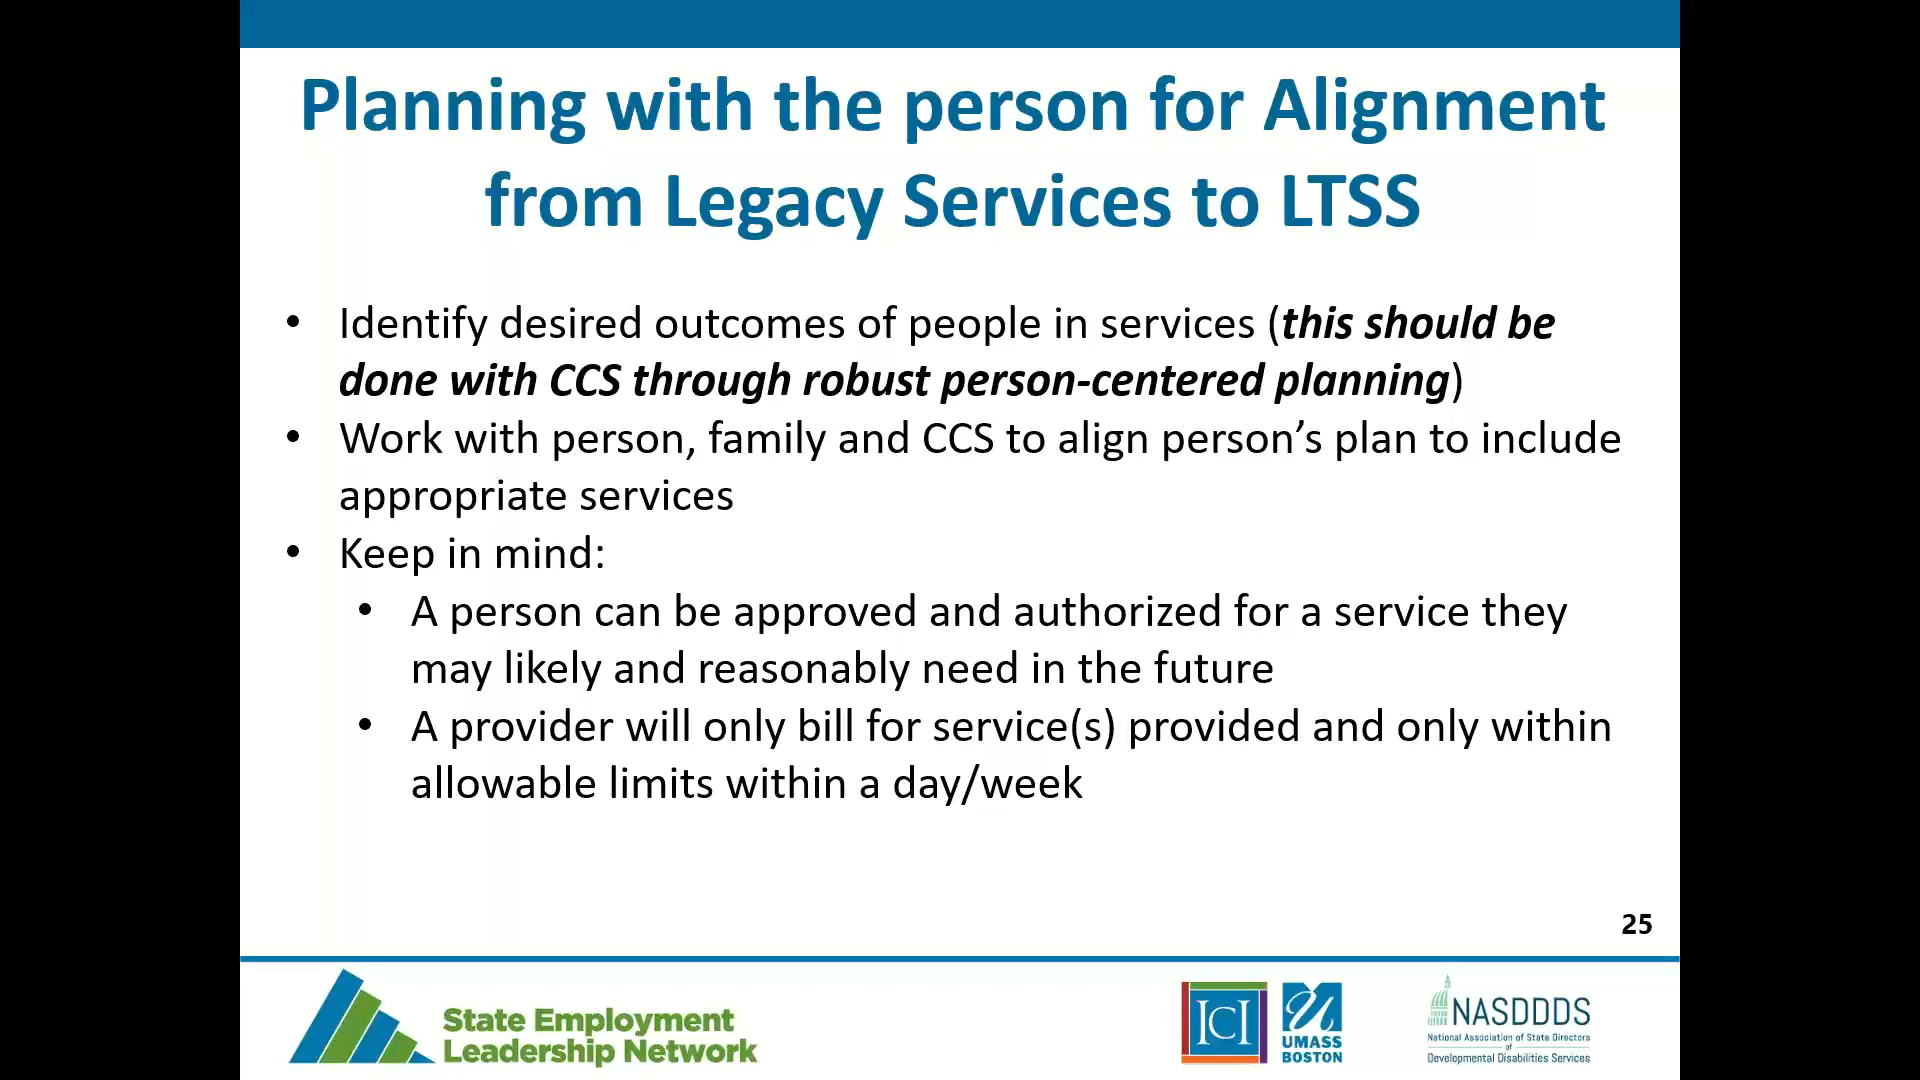 Planning with the person for Alignment
from Legacy Services to LTSS
• Identify desired outcomes of people in services (this should be
done with CCS through robust person-centered planning)
• Work with person, family and CCS to align person’s plan to include
appropriate services
• Keep in mind:
• A person can be approved and authorized for a service they
may likely and reasonably need in the future
• A provider will only bill for service(s) provided and only within
allowable limits within a day/week
25
State Employment
Leadership Network
ICI
UMASS
BOSTON
NASDDDS
National Association of State Directors
of
Developmental Disabilities Services